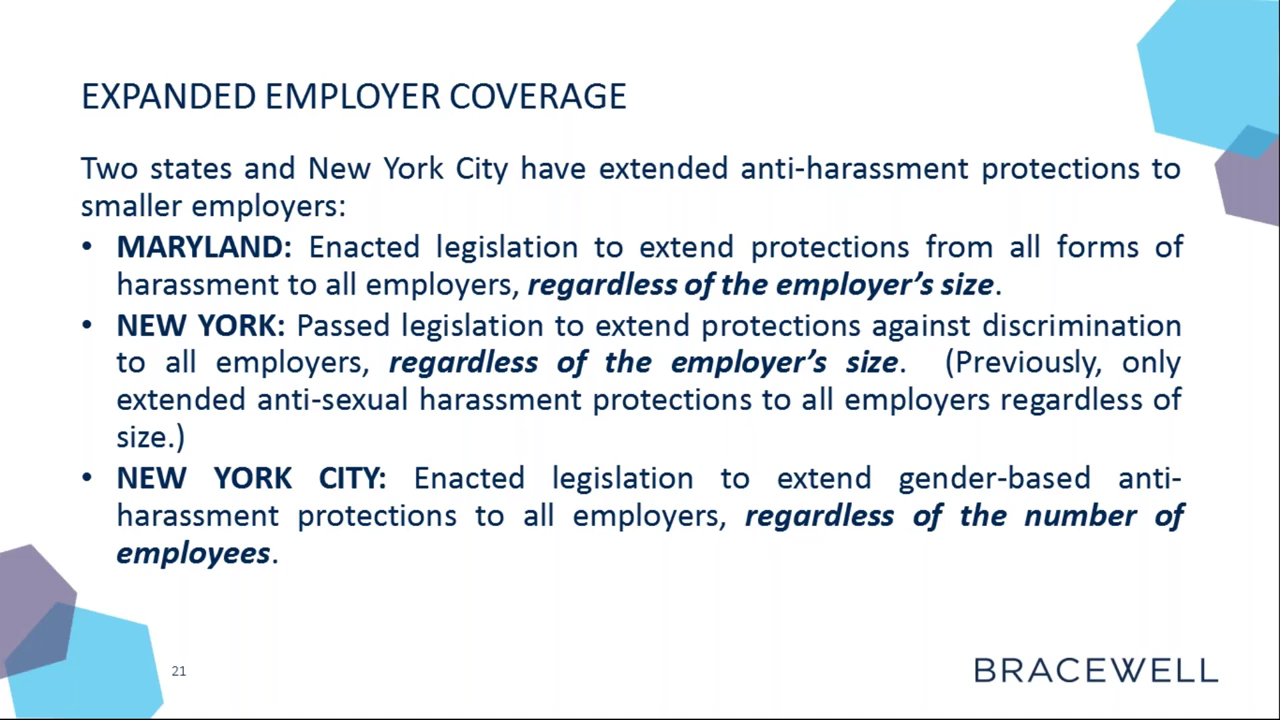 EXPANDED EMPLOYER COVERAGE
Two states and New York City have extended anti-harassment protections to
smaller employers:
• MARYLAND: Enacted legislation to extend protections from all forms of
harassment to all employers, regardless of the employer’s size.
• NEW YORK: Passed legislation to extend protections against discrimination
to all employers, regardless of the employer’s size. (Previously, only
extended anti-sexual harassment protections to all employers regardless of
size.)
• NEW YORK CITY: Enacted legislation to extend gender-based anti-
harassment protections to all employers, regardless of the number of
employees.
21
BRACEWELL